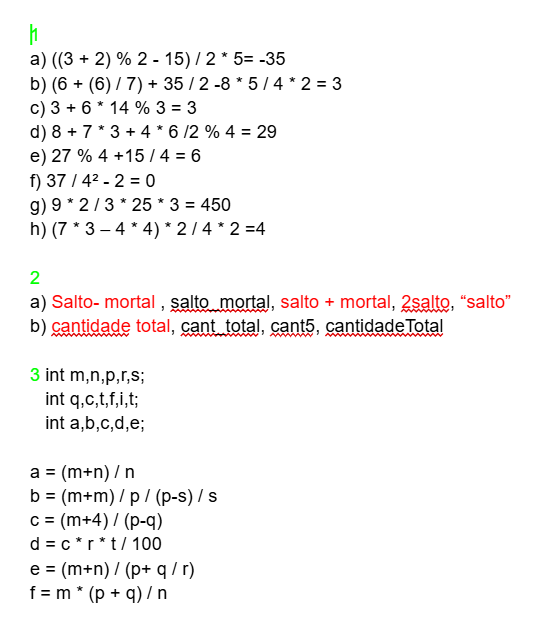 1
a) ((3 + 2) % 2 - 15) / 2 * 5= -35
b) (6 + (6) / 7) + 35 / 2 -8 * 5 / 4 * 2 = 3
c) 3 + 6 * 14 % 3 = 3
d) 8 + 7 * 3 + 4 * 6 /2 % 4 = 29
e) 27 % 4 +15 / 4 = 6
f) 37 / 4² - 2 = 0
g) 9 * 2 / 3 * 25 * 3 = 450
h) (7 * 3 – 4 * 4) * 2 / 4 * 2 =4
2
a) Salto- mortal , salto_mortal, salto + mortal, 2salto, “salto”
b) cantidade total, cant_total, cant5, cantidadeTotal
3 int m,n,p,r,s;
int q,c,t,f,i,t;
int a,b,c,d,e;
a = (m+n) / n
b = (m+m) / p / (p-s) / s
c = (m+4) / (p-q)
d = c * r * t / 100
e = (m+n) / (p+ q / r)
f = m * (p + q) / n